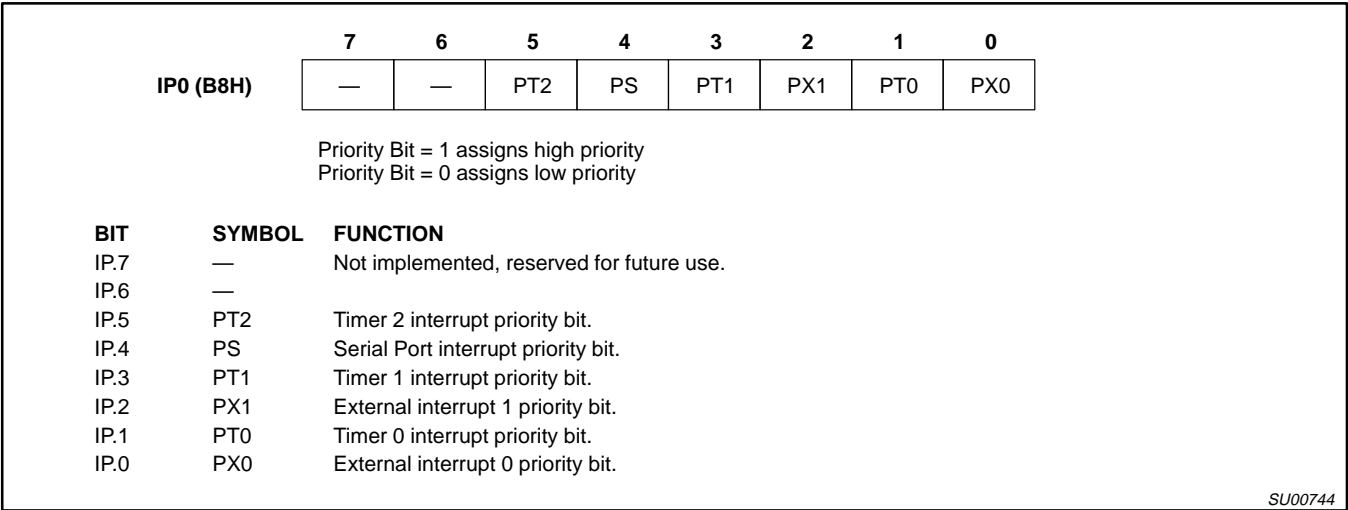 7 6 5 4 3 2 1 0
IP0 (B8H) — — PT2 PS PT1 PX1 PT0 PX0
Priority Bit = 1 assigns high priority
Priority Bit = 0 assigns low priority
BIT SYMBOL FUNCTION
IP.7 — Not implemented, reserved for future use.
IP.6 —
IP.5 PT2 Timer 2 interrupt priority bit.
IP.4 PS Serial Port interrupt priority bit.
IP.3 PT1 Timer 1 interrupt priority bit.
IP.2 PX1 External interrupt 1 priority bit.
IP.1 PT0 Timer 0 interrupt priority bit.
IP.0 PX0 External interrupt 0 priority bit.
SU00744